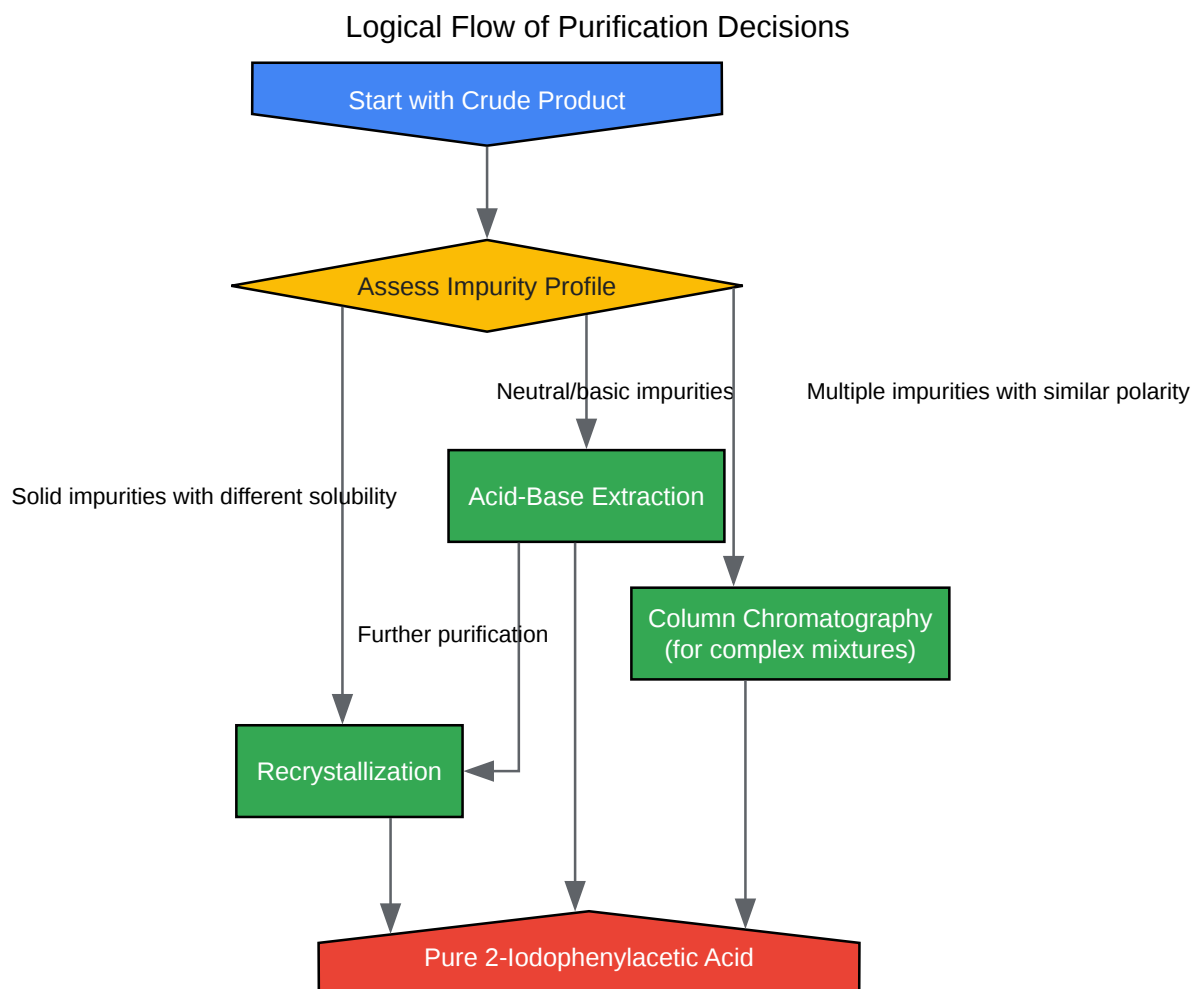 Logical Flow of Purification Decisions
Start with Crude Product
Assess Impurity Profile
Neutral/basic impurities
Multiple impurities with similar polarity
Solid impurities with different solubility
Acid-Base Extraction
Column Chromatography
(for complex mixtures)
Further purification
Recrystallization
Pure 2-Iodophenylacetic Acid